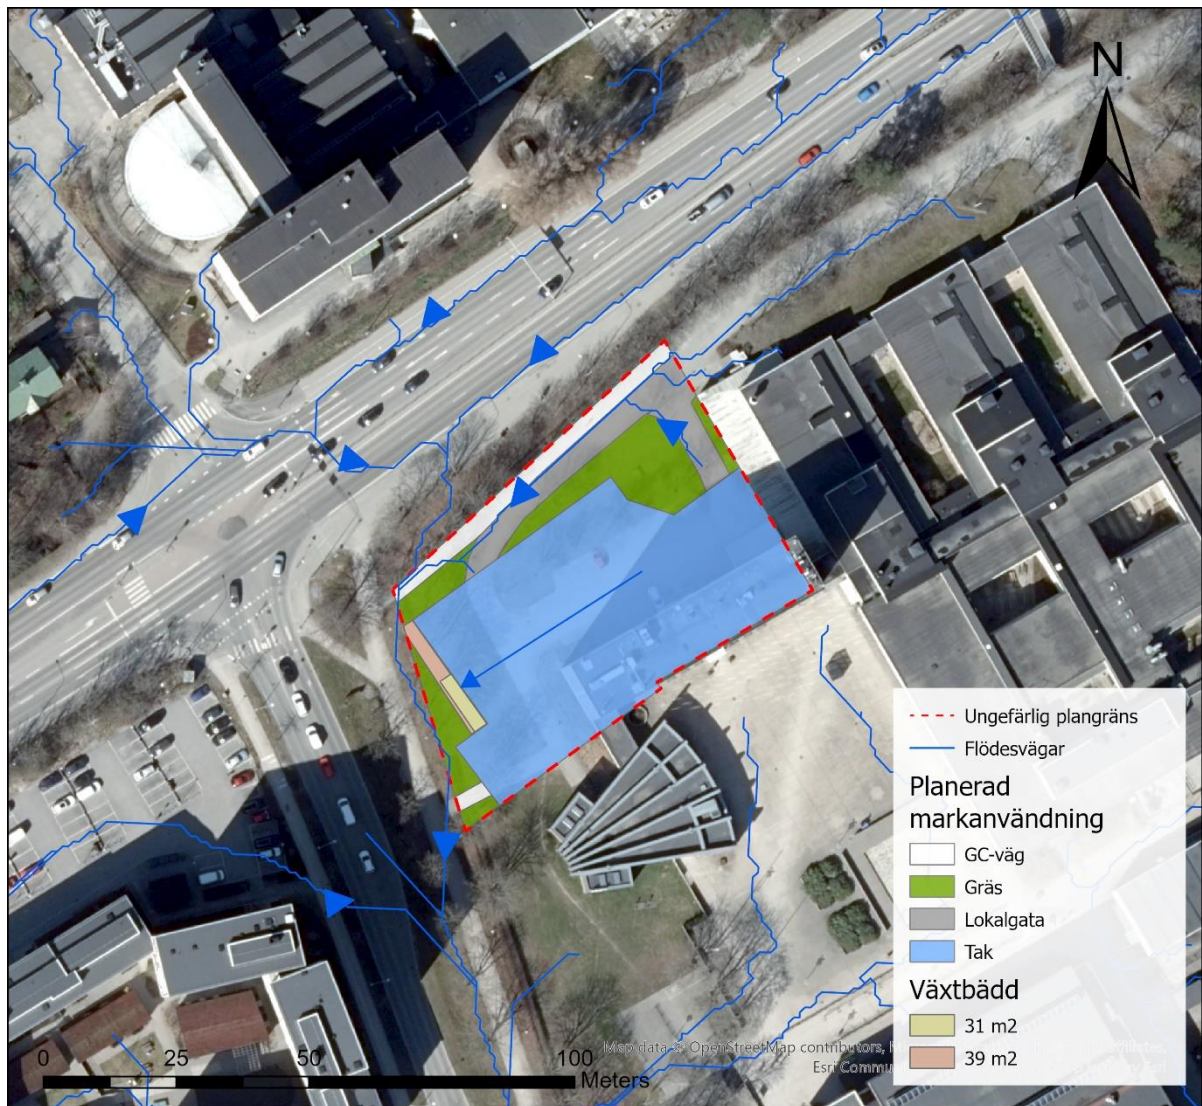 N
Ungefärlig plangräns
Flödesvägar
Planerad
markanvändning
GC-väg
Gräs
Lokalgata
Tak
Växtbädd
31 m2
39 m2
0 25 50 100
Meters
Map data © OpenStreetMap contributors,
Esri